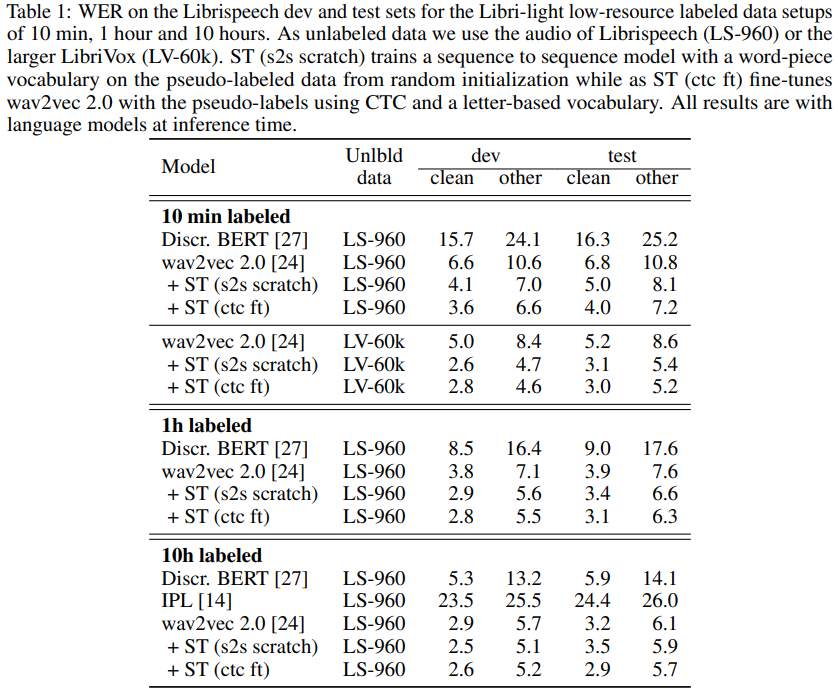 Table 1: WER on the Librispeech dev and test sets for the Libri-light low-resource labeled data setups
of 10 min, 1 hour and 10 hours. As unlabeled data we use the audio of Librispeech (LS-960) or the
larger LibriVox (LV-60k). ST (s2s scratch) trains a sequence to sequence model with a word-piece
vocabulary on the pseudo-labeled data from random initialization while as ST (ctc ft) fine-tunes
wav2vec 2.0 with the pseudo-labels using CTC and a letter-based vocabulary. All results are with
language models at inference time.
Model Unlbld data dev test
clean other clean other
10 min labeled
Discr. BERT [27] LS-960 15.7 24.1 16.3 25.2
wav2vec 2.0 [24] LS-960 6.6 10.6 6.8 10.8
+ ST (s2s scratch) LS-960 4.1 7.0 5.0 8.1
+ ST (ctc ft) LS-960 3.6 6.6 4.0 7.2
wav2vec 2.0 [24] LV-60k 5.0 8.4 5.2 8.6
+ ST (s2s scratch) LV-60k 2.6 4.7 3.1 5.4
+ ST (ctc ft) LV-60k 2.8 4.6 3.0 5.2
1h labeled
Discr. BERT [27] LS-960 8.5 16.4 9.0 17.6
wav2vec 2.0 [24] LS-960 3.8 7.1 3.9 7.6
+ ST (s2s scratch) LS-960 2.9 5.6 3.4 6.6
+ ST (ctc ft) LS-960 2.8 5.5 3.1 6.3
10h labeled
Discr. BERT [27] LS-960 5.3 13.2 5.9 14.1
IPL [14] LS-960 23.5 25.5 24.4 26.0
wav2vec 2.0 [24] LS-960 2.9 5.7 3.2 6.1
+ ST (s2s scratch) LS-960 2.5 5.1 3.5 5.9
+ ST (ctc ft) LS-960 2.6 5.2 2.9 5.7